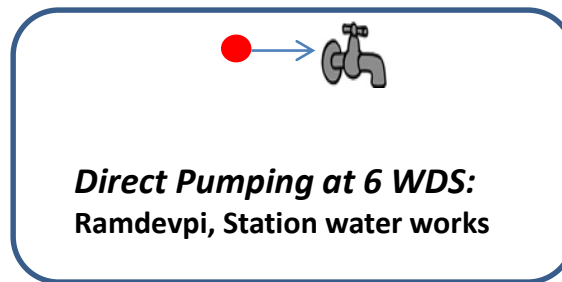 Direct Pumping at 6 WDS:
Ramdevpi, Station water works